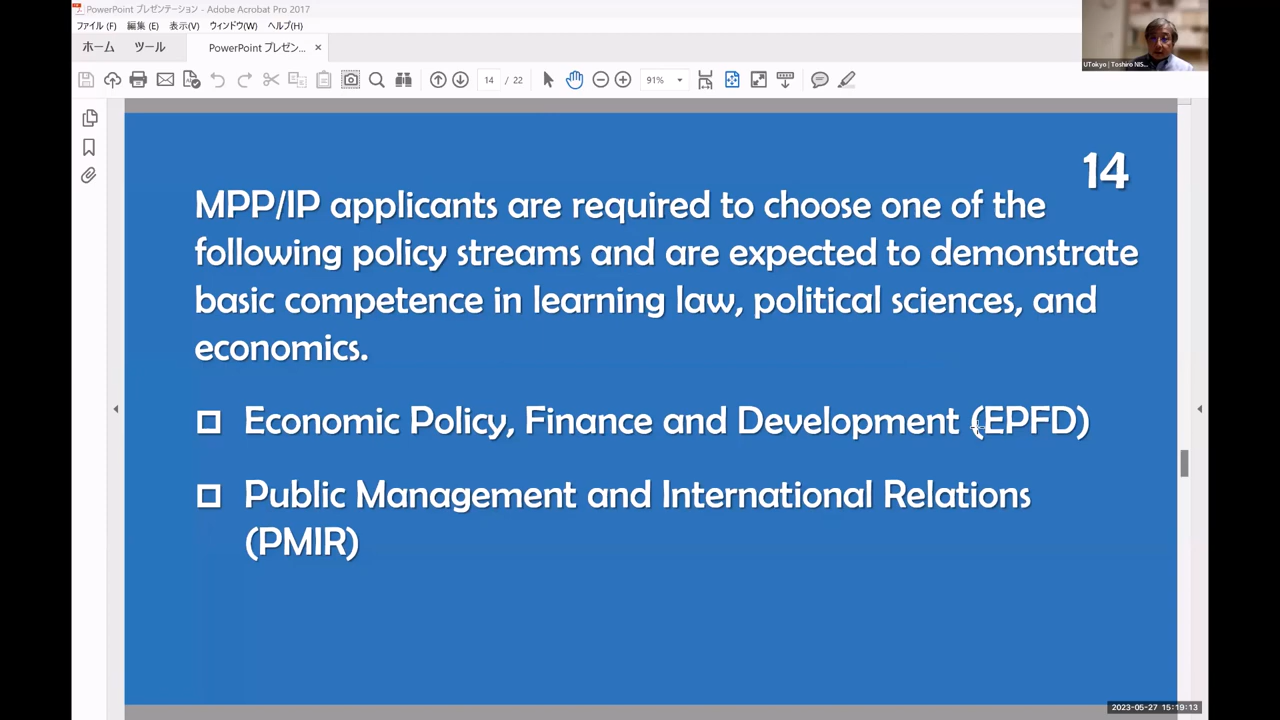 PowerPoint プレゼンテーション - Adobe Acrobat Pro 2017
ファイル (F) 編集 (E) 表示(V) ウィンドウ(W) ヘルプ(H)
ホーム ツール PowerPoint プレゼン... ×
14 / 22 91%
UTokyo | Toshiro NIS...
14
MPP/IP applicants are required to choose one of the
following policy streams and are expected to demonstrate
basic competence in learning law, political sciences, and
economics.
Economic Policy, Finance and Development (EPFD)
Public Management and International Relations
(PMIR)
2023-05-27 15:19:13